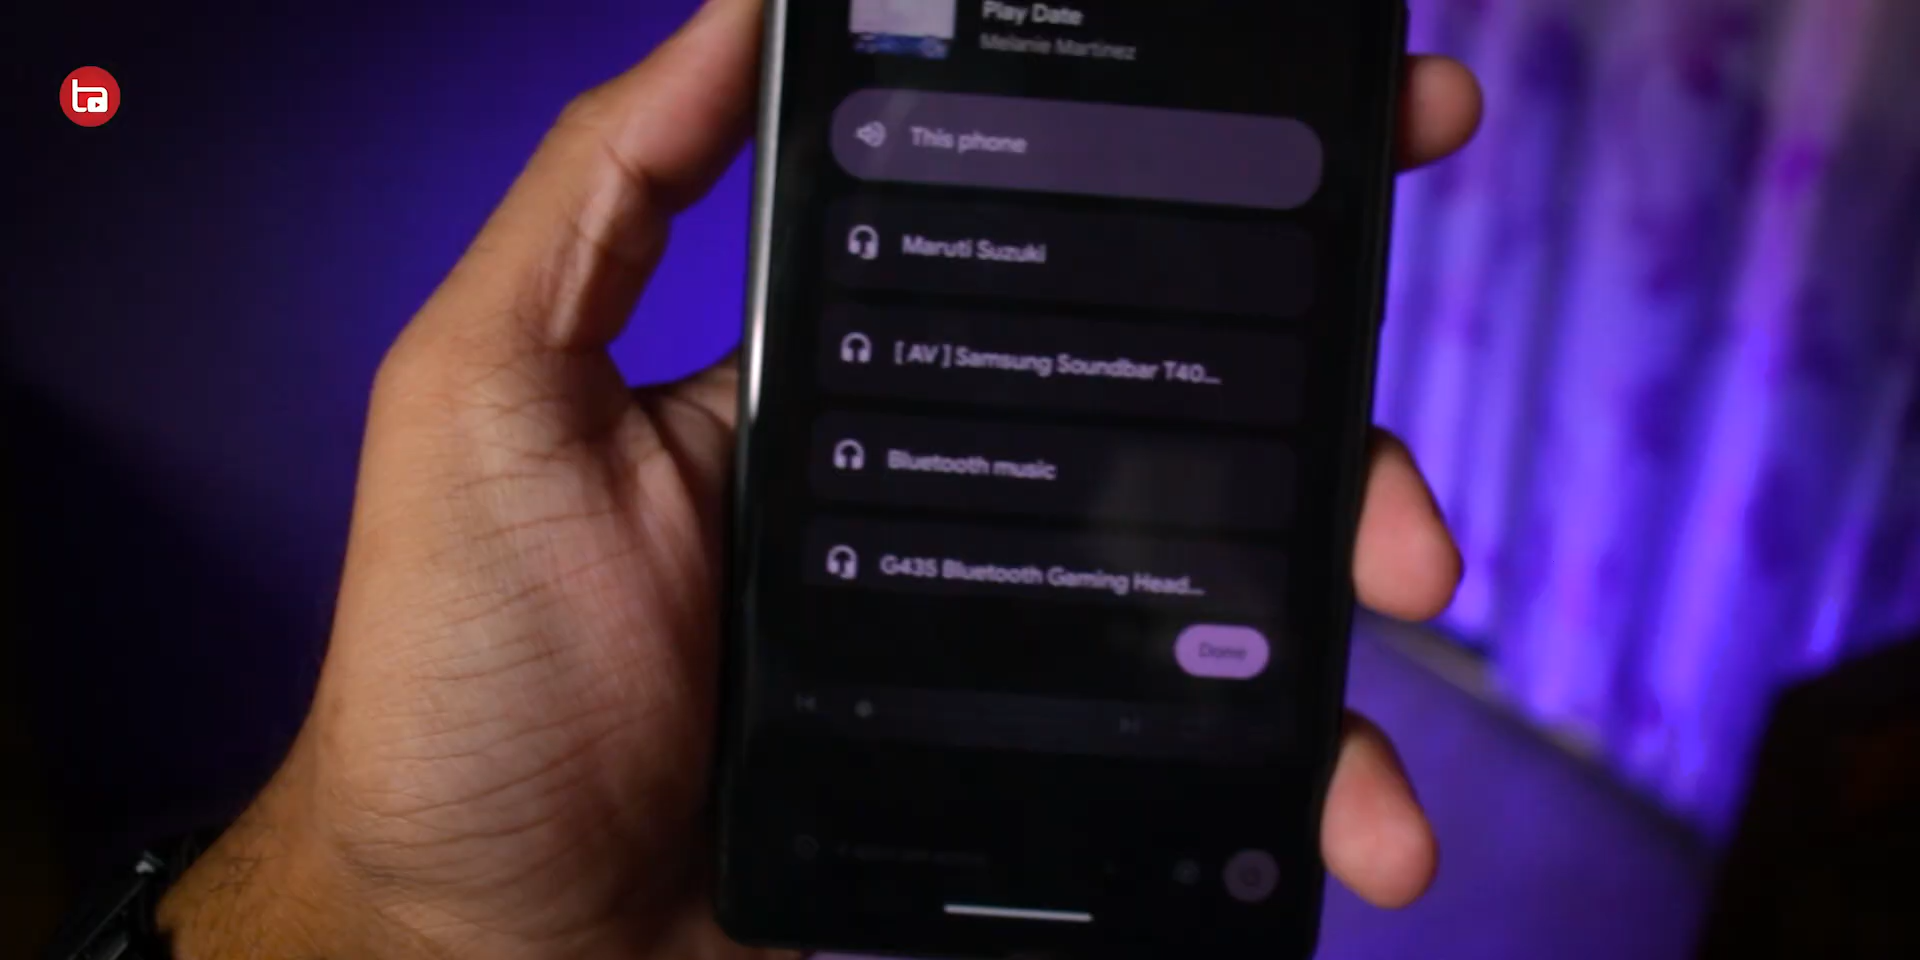 ta
Play Date
Melanie Martinez
This phone
Maruti Suzuki
[ AV ] Samsung Soundbar T40...
Bluetooth music
G435 Bluetooth Gaming Head...
Done